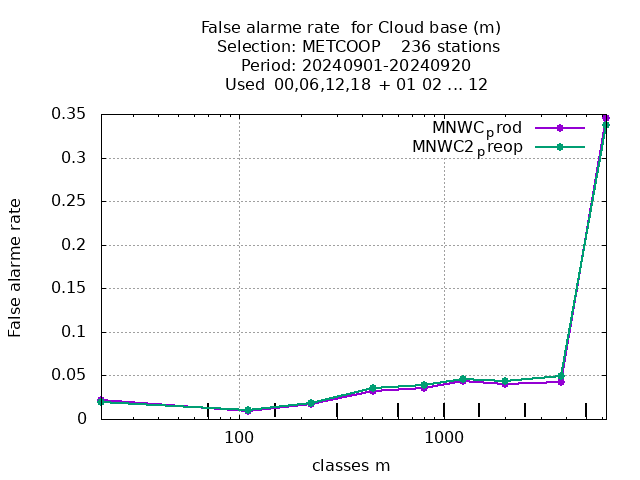 False alarme rate  for Cloud base (m)
Selection: METCOOP    236 stations
Period: 20240901-20240920
Used  00,06,12,18  + 01 02 ... 12
0.35
0.3
0.25
0.2
0.15
0.1
0.05
0
False alarme rate
MNWCprod
MNWC2preop
100
1000
classes m